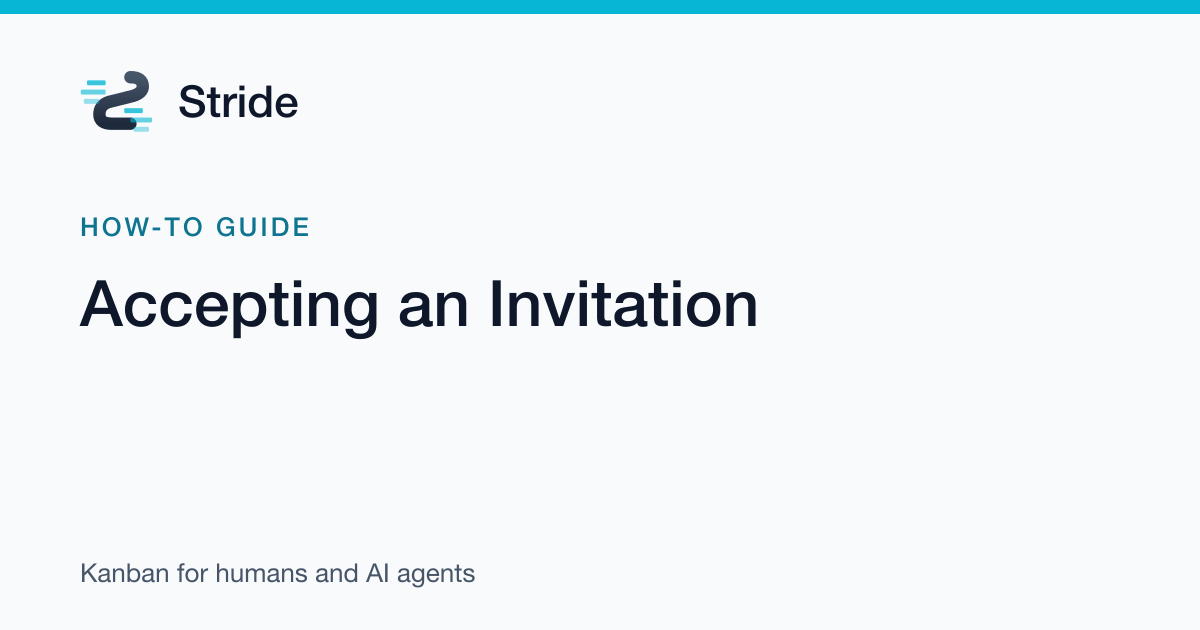 Stride
HOW-TO GUIDE
Accepting an Invitation
Kanban for humans and AI agents